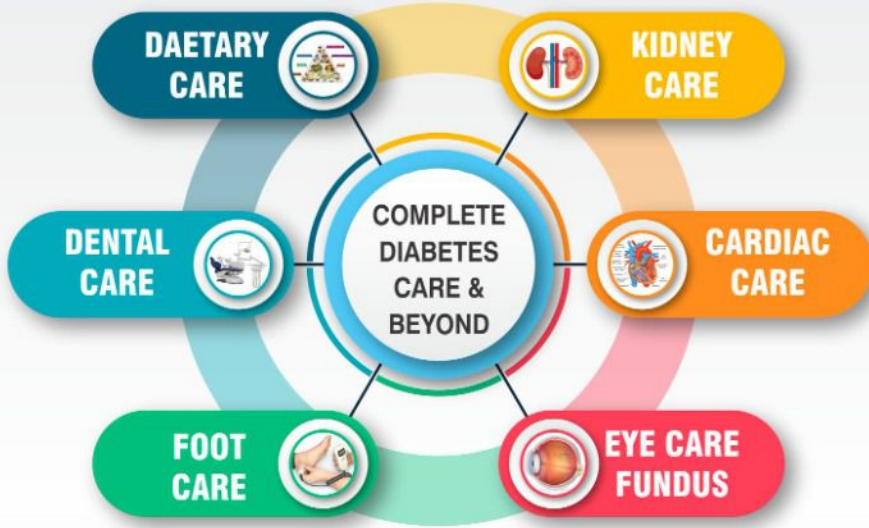 DAETARY
CARE
KIDNEY
CARE
DENTAL
CARE
COMPLETE
DIABETES
CARE &
BEYOND
CARDIAC
CARE
FOOT
CARE
EYE CARE
FUNDUS